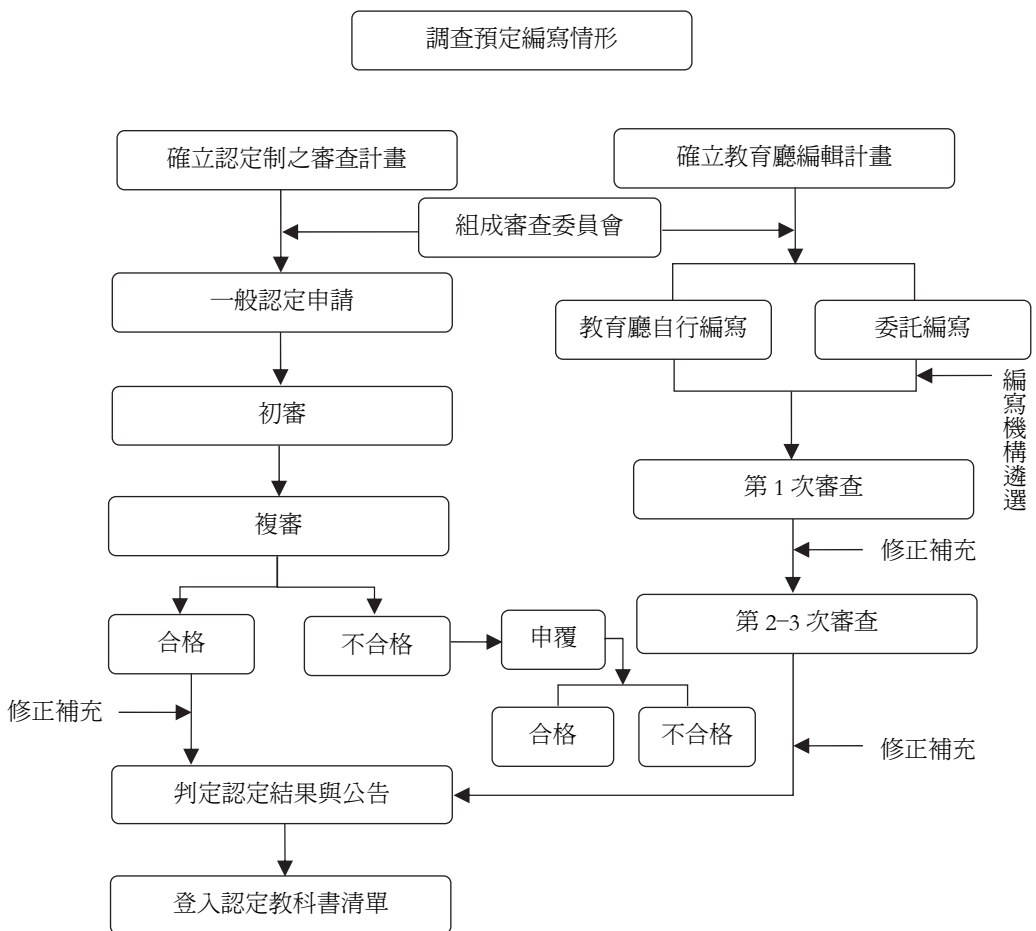 調查預定編寫情形
確立認定制之審查計畫
確立教育廳編輯計畫
組成審查委員會
一般認定申請
教育廳自行編寫
委託編寫
編寫機構遴選
初審
第 1 次審查
複審
修正補充
合格
不合格
申覆
第 2-3 次審查
修正補充
合格
不合格
修正補充
判定認定結果與公告
登入認定教科書清單